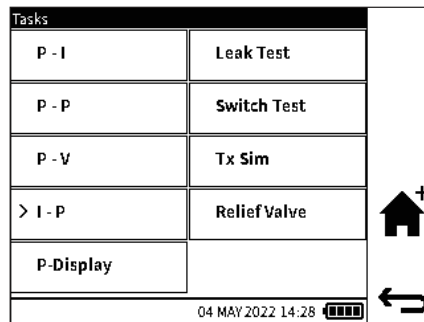 Tasks
P - I
Leak Test
P - P
Switch Test
P - V
Tx Sim
> I - P
Relief Valve
P-Display
04 MAY 2022 14:28